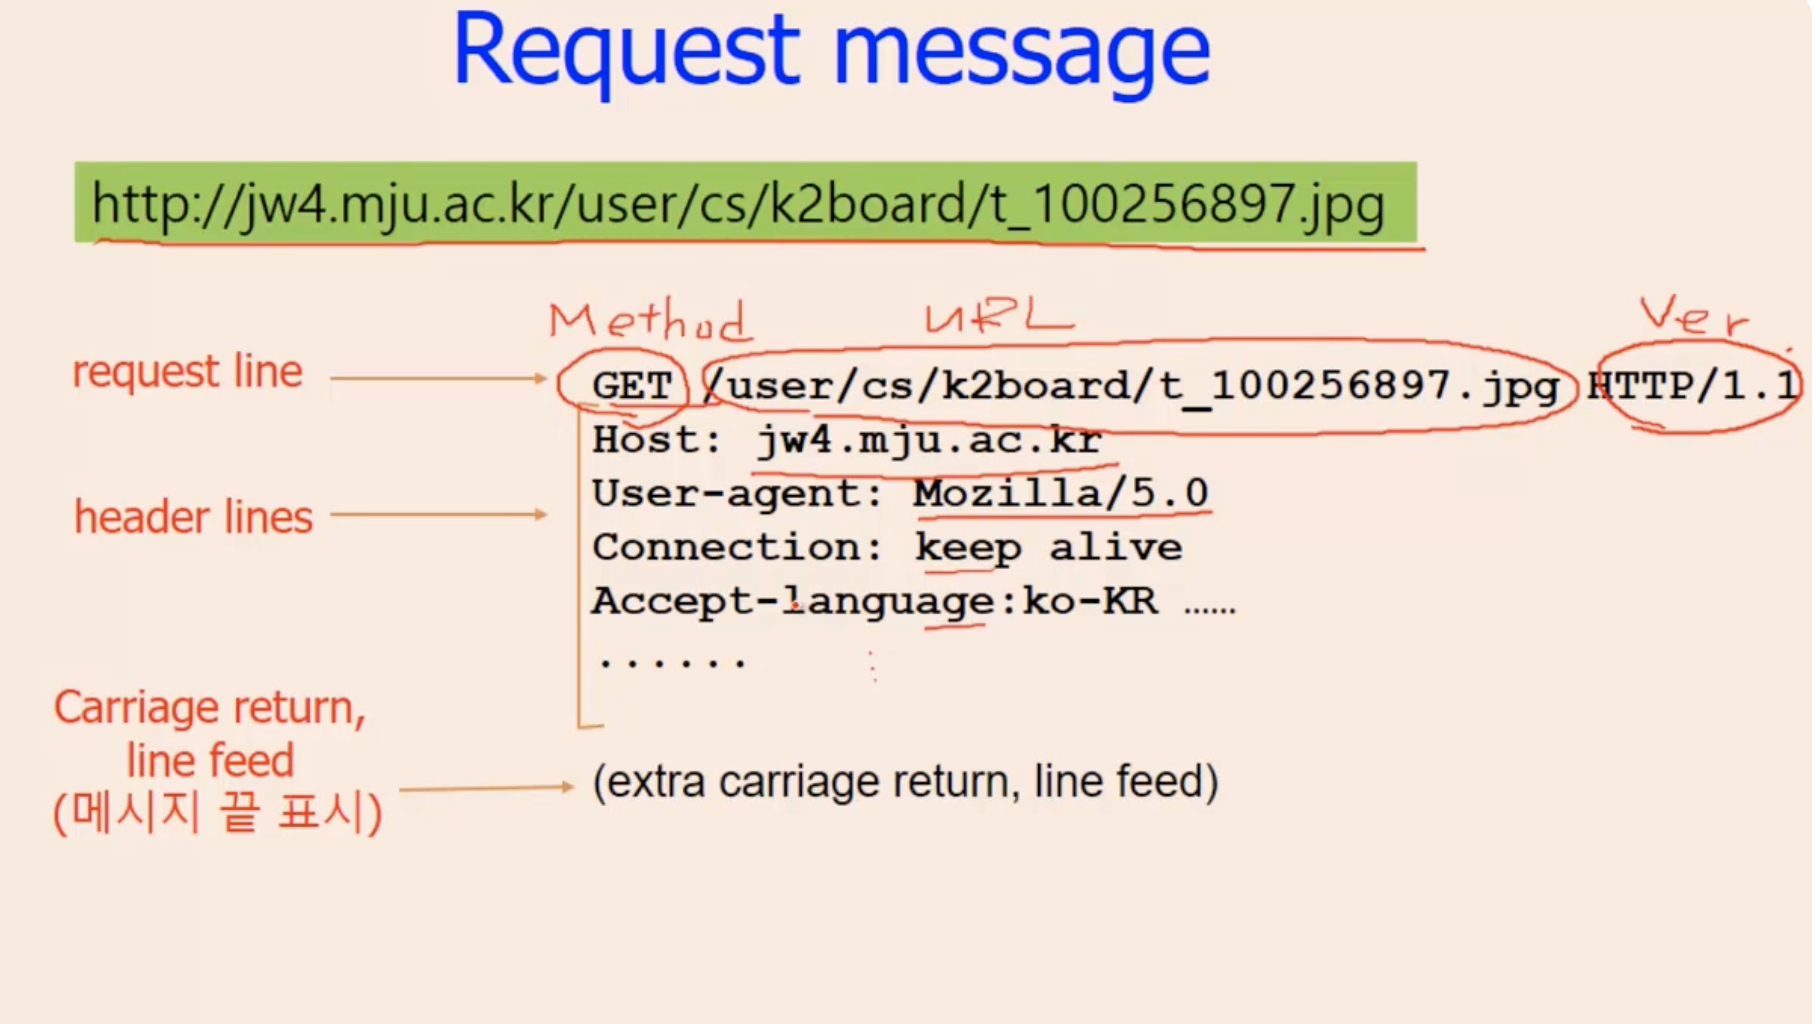 Request message
http://jw4.mju.ac.kr/user/cs/k2board/t_100256897.jpg
Method URL Ver
request line
GET /user/cs/k2board/t_100256897.jpg HTTP/1.1
Host: jw4.mju.ac.kr
User-agent: Mozilla/5.0
header lines
Connection: keep alive
Accept-language:ko-KR ......
......
Carriage return,
line feed
(메시지 끝 표시)
(extra carriage return, line feed)